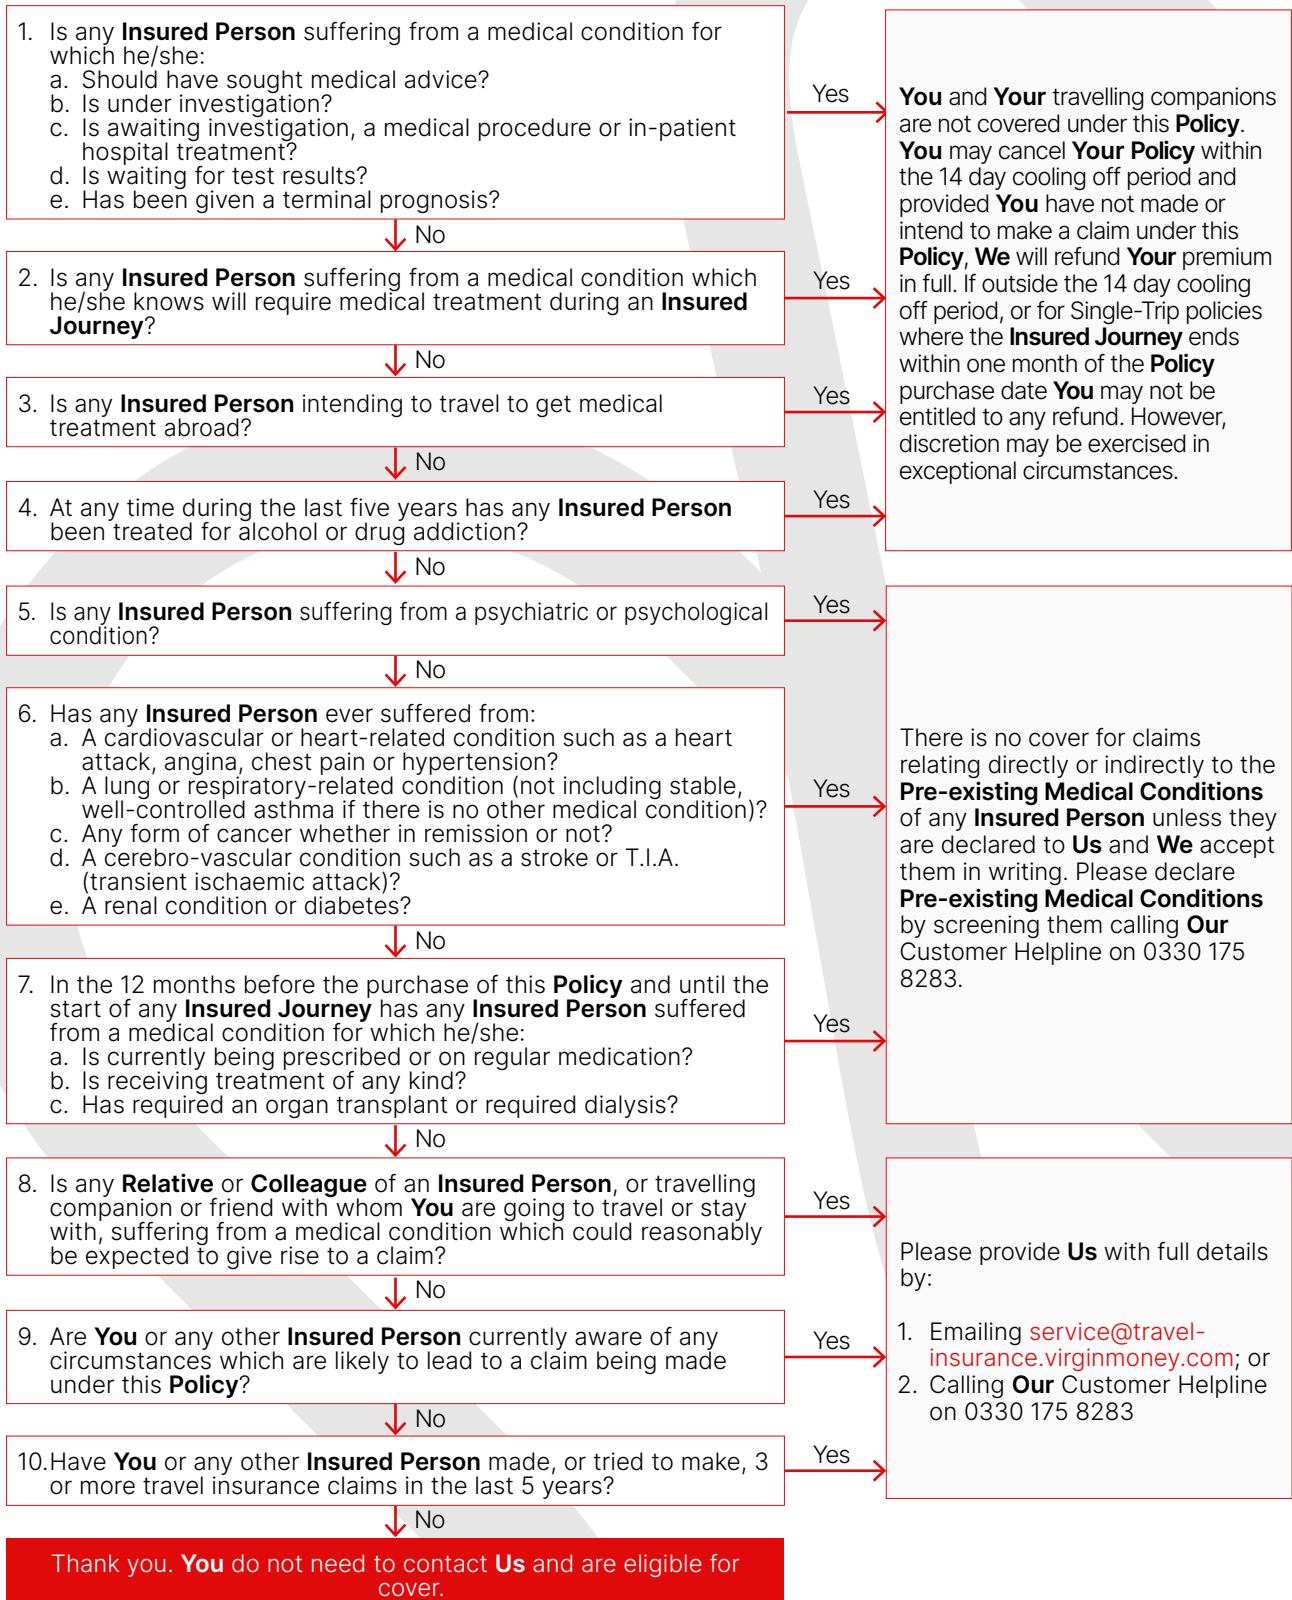 1. Is any Insured Person suffering from a medical condition for
which he/she:
a. Should have sought medical advice?
b. Is under investigation?
c. Is awaiting investigation, a medical procedure or in-patient
hospital treatment?
d. Is waiting for test results?
e. Has been given a terminal prognosis?
Yes
You and Your travelling companions
are not covered under this Policy.
You may cancel Your Policy within
the 14 day cooling off period and
provided You have not made or
intend to make a claim under this
Policy, We will refund Your premium
in full. If outside the 14 day cooling
off period, or for Single-Trip policies
where the Insured Journey ends
within one month of the Policy
purchase date You may not be
entitled to any refund. However,
discretion may be exercised in
exceptional circumstances.
No
2. Is any Insured Person suffering from a medical condition which
he/she knows will require medical treatment during an Insured
Journey?
Yes
No
3. Is any Insured Person intending to travel to get medical
treatment abroad?
Yes
No
4. At any time during the last five years has any Insured Person
been treated for alcohol or drug addiction?
Yes
No
5. Is any Insured Person suffering from a psychiatric or psychological
condition?
Yes
There is no cover for claims
relating directly or indirectly to the
Pre-existing Medical Conditions
of any Insured Person unless they
are declared to Us and We accept
them in writing. Please declare
Pre-existing Medical Conditions
by screening them calling Our
Customer Helpline on 0330 175
8283.
No
6. Has any Insured Person ever suffered from:
a. A cardiovascular or heart-related condition such as a heart
attack, angina, chest pain or hypertension?
b. A lung or respiratory-related condition (not including stable,
well-controlled asthma if there is no other medical condition)?
c. Any form of cancer whether in remission or not?
d. A cerebro-vascular condition such as a stroke or T.I.A.
(transient ischaemic attack)?
e. A renal condition or diabetes?
Yes
No
7. In the 12 months before the purchase of this Policy and until the
start of any Insured Journey has any Insured Person suffered
from a medical condition for which he/she:
a. Is currently being prescribed or on regular medication?
b. Is receiving treatment of any kind?
c. Has required an organ transplant or required dialysis?
Yes
No
8. Is any Relative or Colleague of an Insured Person, or travelling
companion or friend with whom You are going to travel or stay
with, suffering from a medical condition which could reasonably
be expected to give rise to a claim?
Yes
Please provide Us with full details
by:
1. Emailing service@travel-
insurance.virginmoney.com; or
2. Calling Our Customer Helpline
on 0330 175 8283
No
9. Are You or any other Insured Person currently aware of any
circumstances which are likely to lead to a claim being made
under this Policy?
Yes
No
10.Have You or any other Insured Person made, or tried to make, 3
or more travel insurance claims in the last 5 years?
Yes
No
Thank you. You do not need to contact Us and are eligible for
cover.